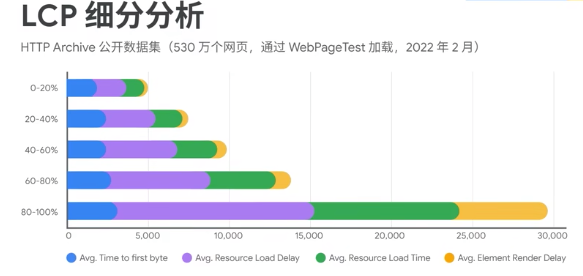 LCP 细分分析
HTTP Archive 公开数据集（530 万个网页，通过 WebPageTest 加载，2022 年 2 月）
0-20%
20-40%
40-60%
60-80%
80-100%
0 5,000 10,000 15,000 20,000 25,000 30,000
Avg. Time to first byte Avg. Resource Load Delay Avg. Resource Load Time Avg. Element Render Delay